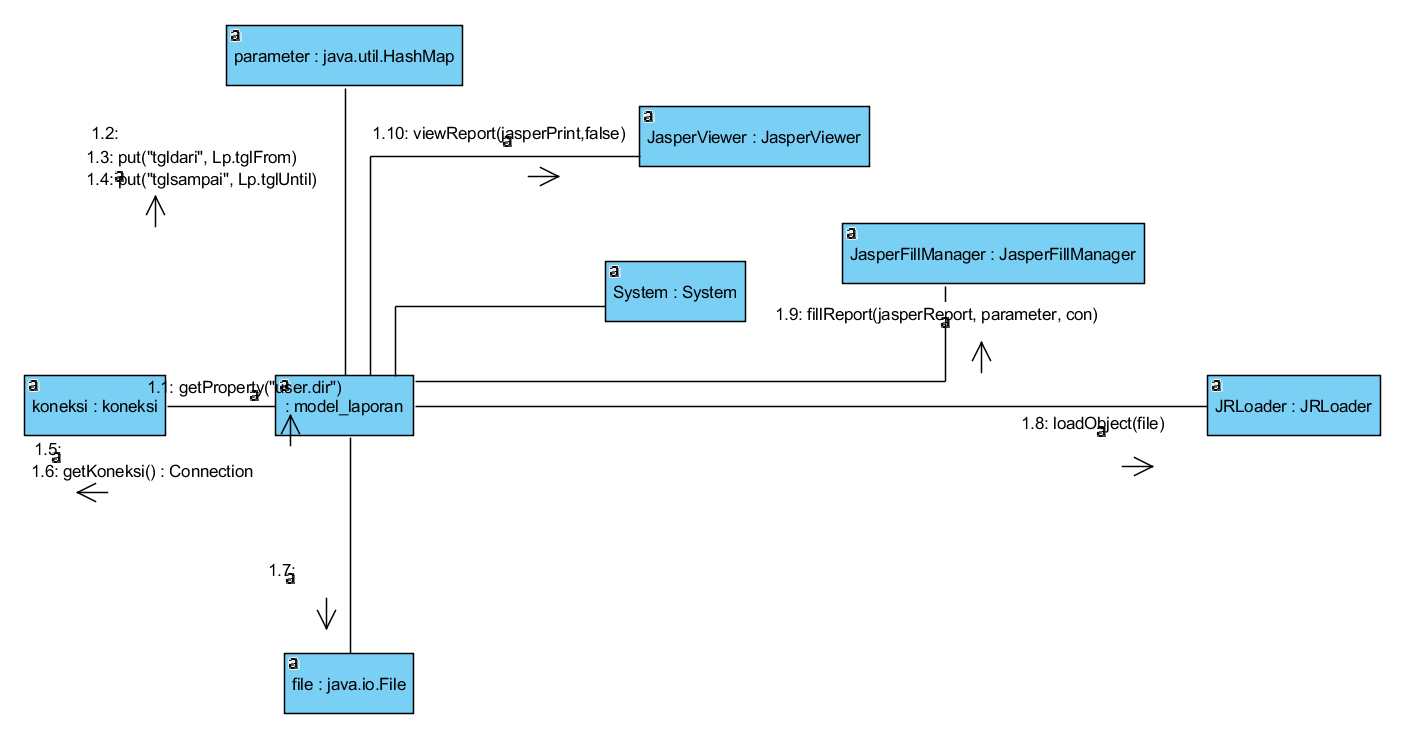 parameter : java.util.HashMap
1.2:
1.3: put("tgldari", Lp.tglFrom)
1.4: put("tglsampai", Lp.tglUntil)
1.10: viewReport(jasperPrint,false)
JasperViewer : JasperViewer
JasperFillManager : JasperFillManager
System : System
1.9: fillReport(jasperReport, parameter, con)
koneksi : koneksi
1.1: getProperty("user.dir")
: model_laporan
JRLoader : JRLoader
1.8: loadObject(file)
1.5:
1.6: getKoneksi() : Connection
1.7:
file : java.io.File